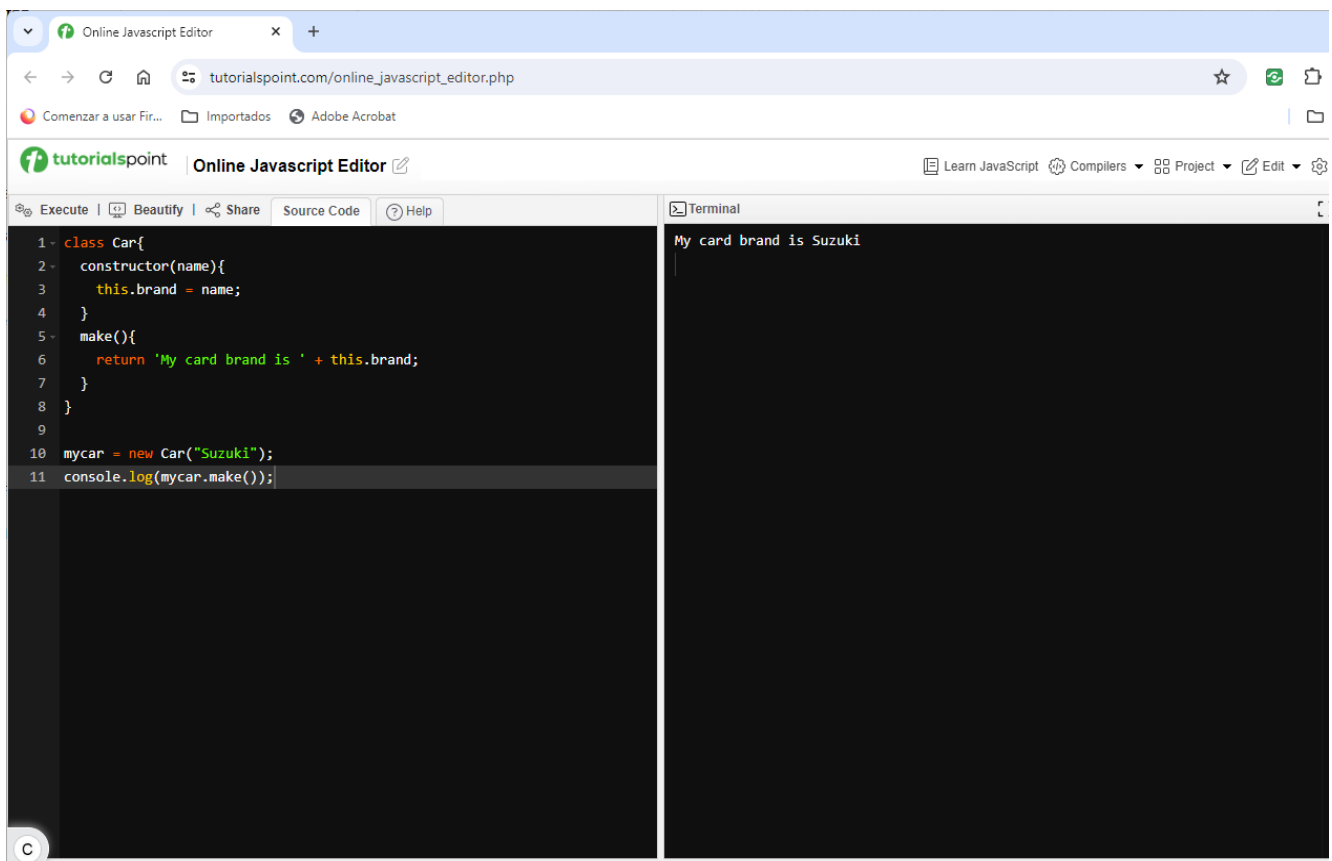 Online Javascript Editor
tutorialspoint.com/online_javascript_editor.php
Comenzar a usar Fir... Importados Adobe Acrobat
tutorialspoint Online Javascript Editor Learn JavaScript Compilers Project Edit
Execute | Beautify | Share Source Code Help
Terminal
1 class Car{
2 constructor(name){
3 this.brand = name;
4 }
5 make(){
6 return 'My card brand is ' + this.brand;
7 }
8 }
9
10 mycar = new Car("Suzuki");
11 console.log(mycar.make());
My card brand is Suzuki
C